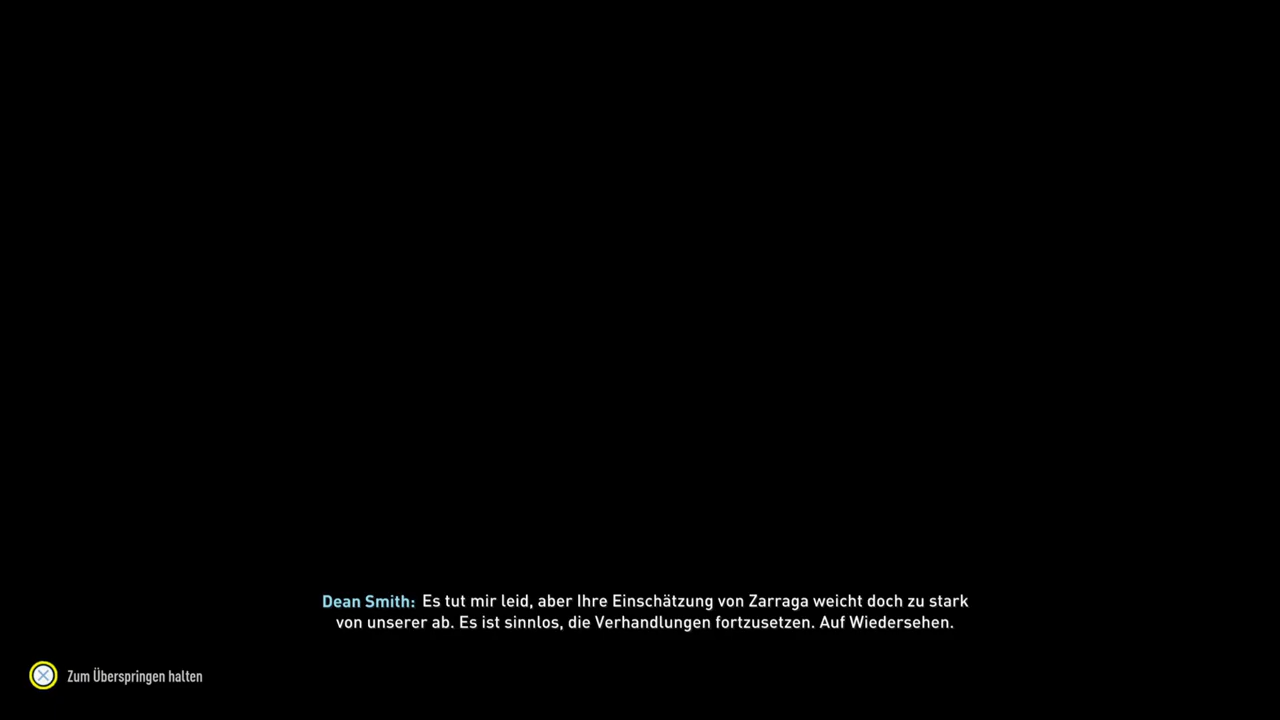 Dean Smith: Es tut mir leid, aber Ihre Einschätzung von Zarraga weicht doch zu stark
von unserer ab. Es ist sinnlos, die Verhandlungen fortzusetzen. Auf Wiedersehen.
Zum Überspringen halten